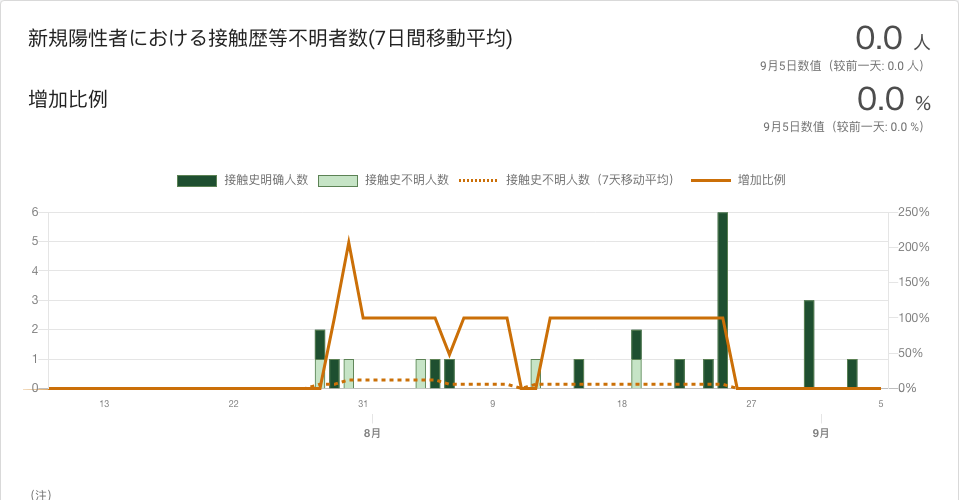 新規陽性者における接触歴等不明者数(7日間移動平均)
0.0 人
9月5日数値（较前一天: 0.0 人）
増加比例
0.0 %
9月5日数値（较前一天: 0.0 %）
接触史明确人数 接触史不明人数 接触史不明人数（7天移动平均） 增加比例
6 250%
5 200%
4 150%
3 100%
2 50%
1 0%
0
13 22 31 9 18 27 5
8月 9月
（注）